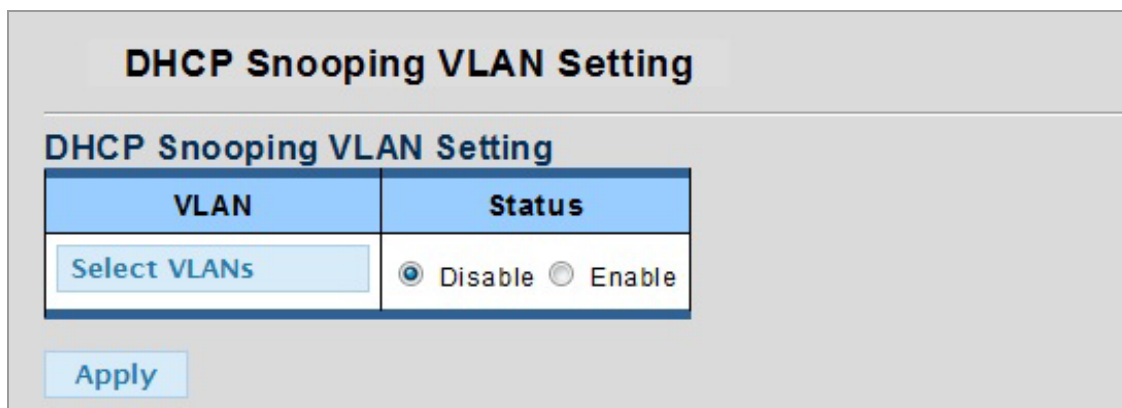 DHCP Snooping VLAN Setting
DHCP Snooping VLAN Setting
VLAN Status
Select VLANs Disable Enable
Apply